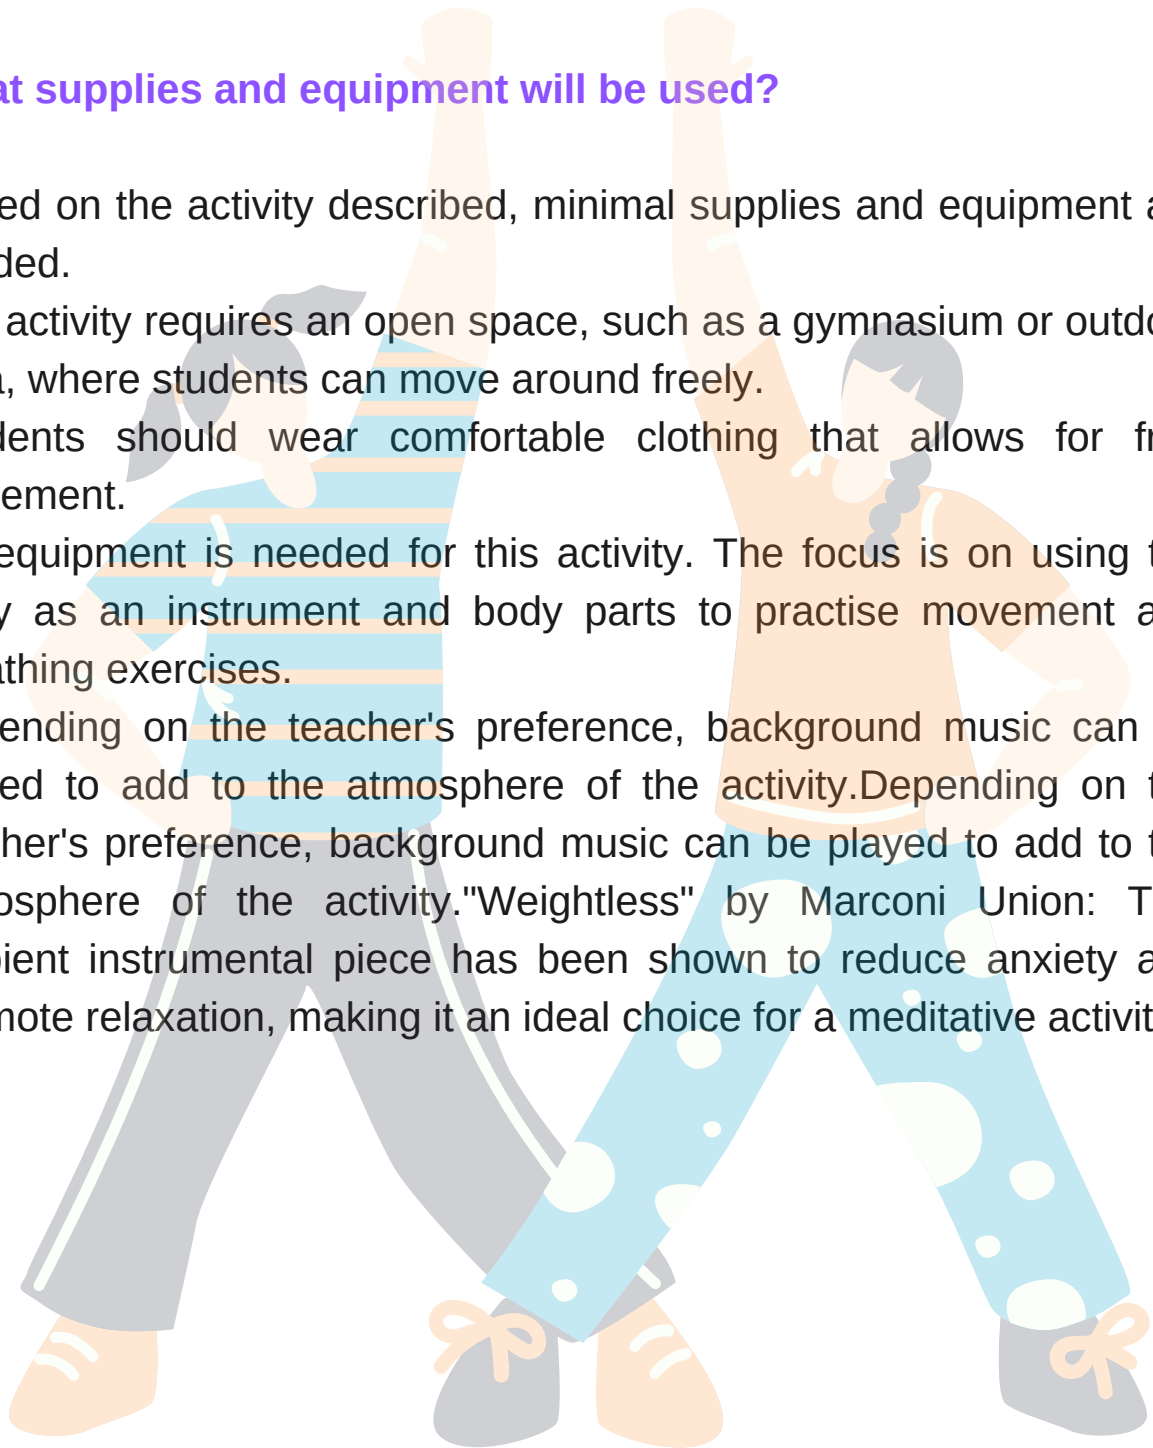 at supplies and equipment will be used?
ed on the activity described, minimal supplies and equipment a
ded.
activity requires an open space, such as a gymnasium or outdo
a, where students can move around freely.
dents should wear comfortable clothing that allows for fr
ement.
equipment is needed for this activity. The focus is on using t
y as an instrument and body parts to practise movement a
athing exercises.
ending on the teacher's preference, background music can
ed to add to the atmosphere of the activity.Depending on t
her's preference, background music can be played to add to t
osphere of the activity."Weightless" by Marconi Union: T
bient instrumental piece has been shown to reduce anxiety a
mote relaxation, making it an ideal choice for a meditative activit